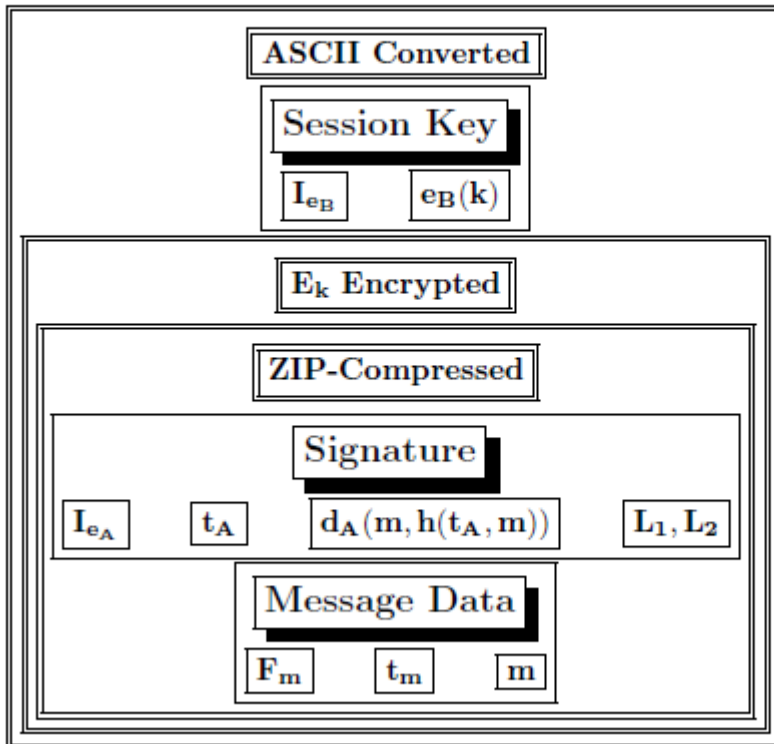 ASCII Converted
Session Key
I_{e_B} e_B(k)
E_k Encrypted
ZIP-Compressed
Signature
I_{e_A} t_A d_A(m, h(t_A, m)) L_1, L_2
Message Data
F_m t_m m